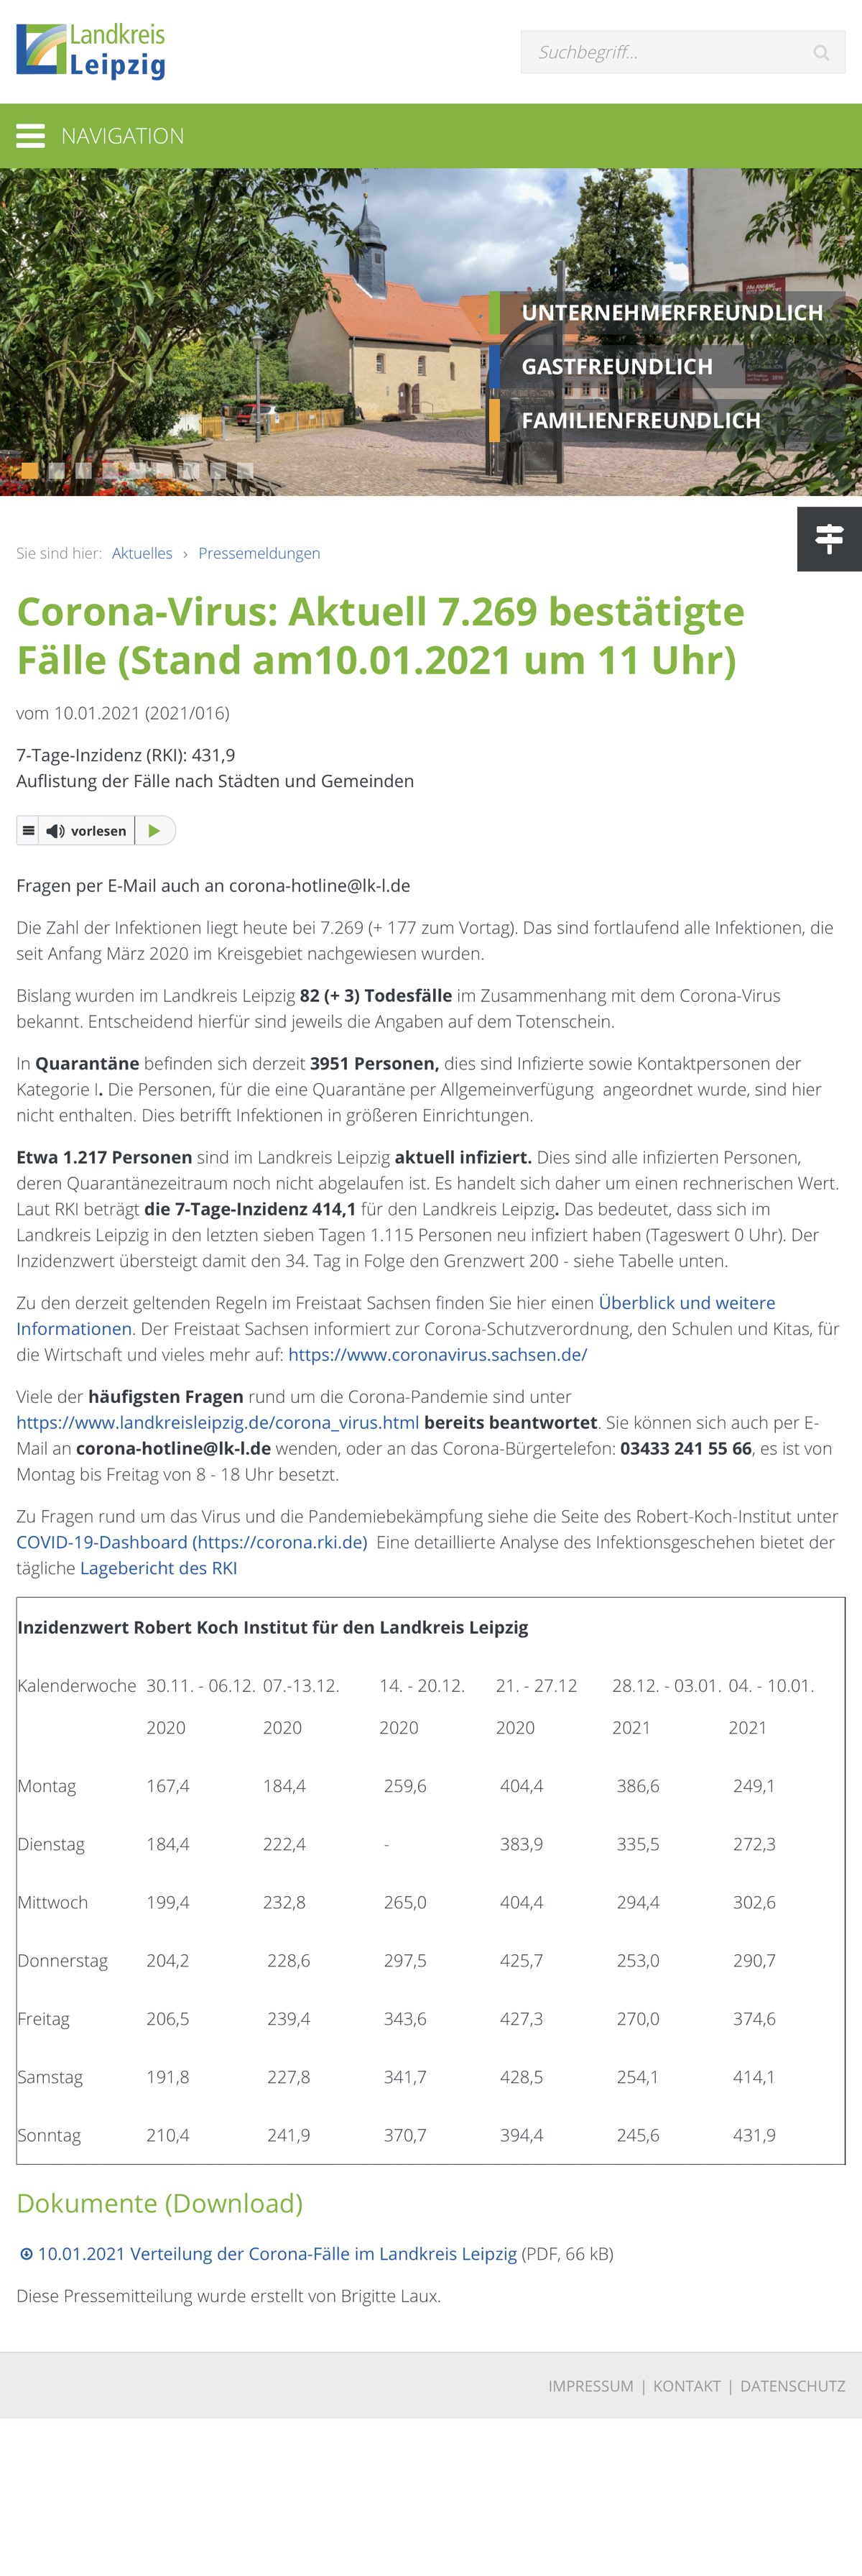 Landkreis
Leipzig
Suchbegriff...
NAVIGATION
UNTERNEHMERFREUNDLICH
GASTFREUNDLICH
FAMILIENFREUNDLICH
Sie sind hier: Aktuelles › Pressemeldungen
Corona-Virus: Aktuell 7.269 bestätigte
Fälle (Stand am10.01.2021 um 11 Uhr)
vom 10.01.2021 (2021/016)
7-Tage-Inzidenz (RKI): 431,9
Auflistung der Fälle nach Städten und Gemeinden
vorlesen
Fragen per E-Mail auch an corona-hotline@lk-l.de
Die Zahl der Infektionen liegt heute bei 7.269 (+ 177 zum Vortag). Das sind fortlaufend alle Infektionen, die
seit Anfang März 2020 im Kreisgebiet nachgewiesen wurden.
Bislang wurden im Landkreis Leipzig 82 (+ 3) Todesfälle im Zusammenhang mit dem Corona-Virus
bekannt. Entscheidend hierfür sind jeweils die Angaben auf dem Totenschein.
In Quarantäne befinden sich derzeit 3951 Personen, dies sind Infizierte sowie Kontaktpersonen der
Kategorie I. Die Personen, für die eine Quarantäne per Allgemeinverfügung  angeordnet wurde, sind hier
nicht enthalten. Dies betrifft Infektionen in größeren Einrichtungen.
Etwa 1.217 Personen sind im Landkreis Leipzig aktuell infiziert. Dies sind alle infizierten Personen,
deren Quarantänezeitraum noch nicht abgelaufen ist. Es handelt sich daher um einen rechnerischen Wert.
Laut RKI beträgt die 7-Tage-Inzidenz 414,1 für den Landkreis Leipzig. Das bedeutet, dass sich im
Landkreis Leipzig in den letzten sieben Tagen 1.115 Personen neu infiziert haben (Tageswert 0 Uhr). Der
Inzidenzwert übersteigt damit den 34. Tag in Folge den Grenzwert 200 - siehe Tabelle unten.
Zu den derzeit geltenden Regeln im Freistaat Sachsen finden Sie hier einen Überblick und weitere
Informationen. Der Freistaat Sachsen informiert zur Corona-Schutzverordnung, den Schulen und Kitas, für
die Wirtschaft und vieles mehr auf: https://www.coronavirus.sachsen.de/
Viele der häufigsten Fragen rund um die Corona-Pandemie sind unter
https://www.landkreisleipzig.de/corona_virus.html bereits beantwortet. Sie können sich auch per E-
Mail an corona-hotline@lk-l.de wenden, oder an das Corona-Bürgertelefon: 03433 241 55 66, es ist von
Montag bis Freitag von 8 - 18 Uhr besetzt.
Zu Fragen rund um das Virus und die Pandemiebekämpfung siehe die Seite des Robert-Koch-Institut unter
COVID-19-Dashboard (https://corona.rki.de)  Eine detaillierte Analyse des Infektionsgeschehen bietet der
tägliche Lagebericht des RKI
Inzidenzwert Robert Koch Institut für den Landkreis Leipzig
Kalenderwoche 30.11. - 06.12. 07.-13.12. 14. - 20.12. 21. - 27.12 28.12. - 03.01. 04. - 10.01.
2020 2020 2020 2020 2021 2021
Montag 167,4 184,4 259,6 404,4 386,6 249,1
Dienstag 184,4 222,4 - 383,9 335,5 272,3
Mittwoch 199,4 232,8 265,0 404,4 294,4 302,6
Donnerstag 204,2 228,6 297,5 425,7 253,0 290,7
Freitag 206,5 239,4 343,6 427,3 270,0 374,6
Samstag 191,8 227,8 341,7 428,5 254,1 414,1
Sonntag 210,4 241,9 370,7 394,4 245,6 431,9
Dokumente (Download)
10.01.2021 Verteilung der Corona-Fälle im Landkreis Leipzig (PDF, 66 kB)
Diese Pressemitteilung wurde erstellt von Brigitte Laux.
IMPRESSUM | KONTAKT | DATENSCHUTZ